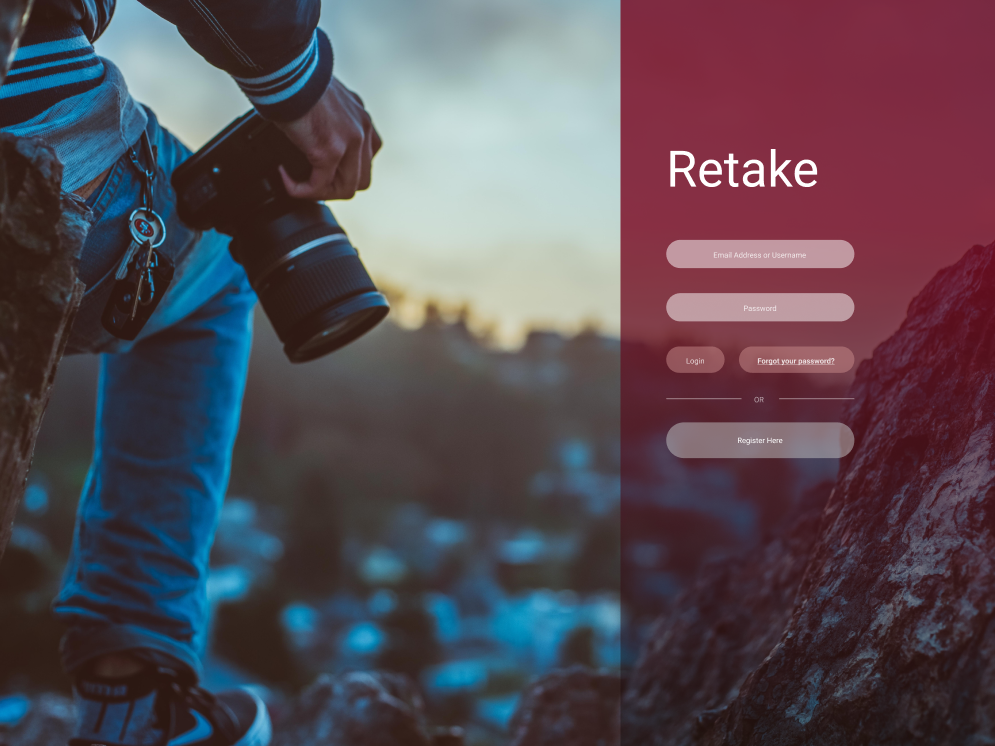 Retake
Email Address or Username
Password
Login
Forgot your password?
OR
Register Here